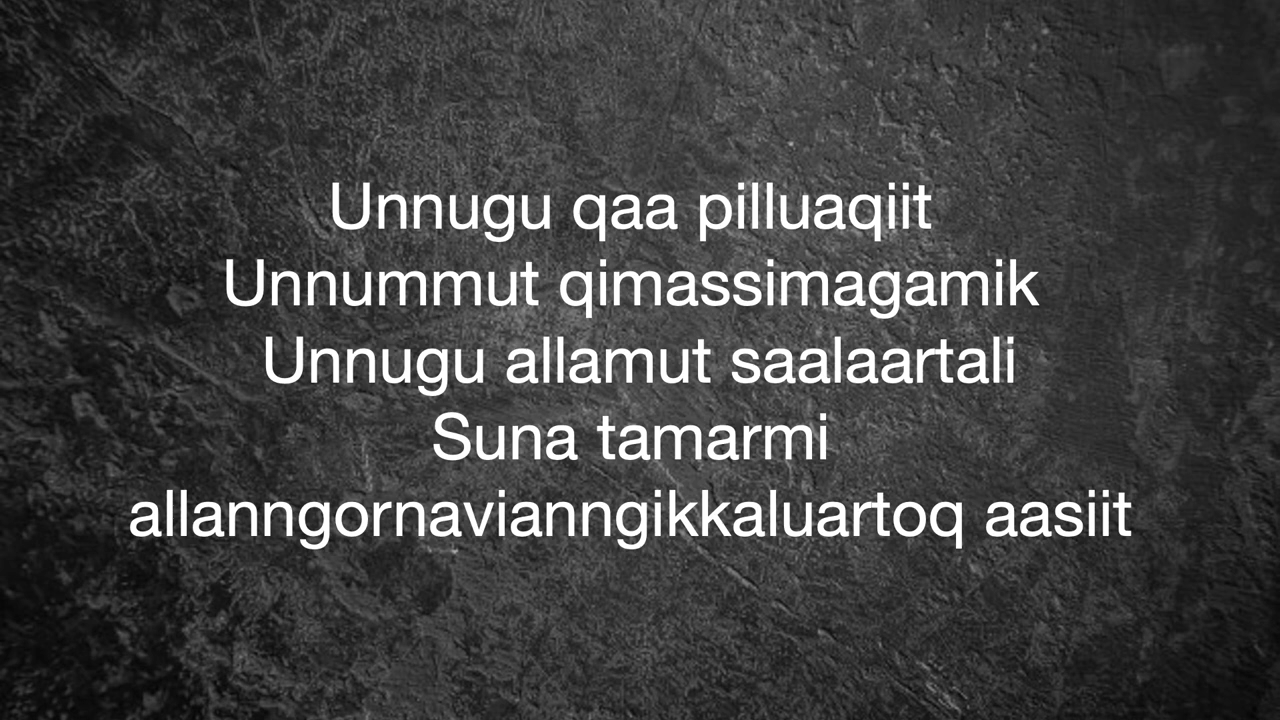 Unnugu qaa pilluaqiit
Unnummut qimassimagamik
Unnugu allamut saalaartali
Suna tamarmi
allanngornavianngikkaluartoq aasiit